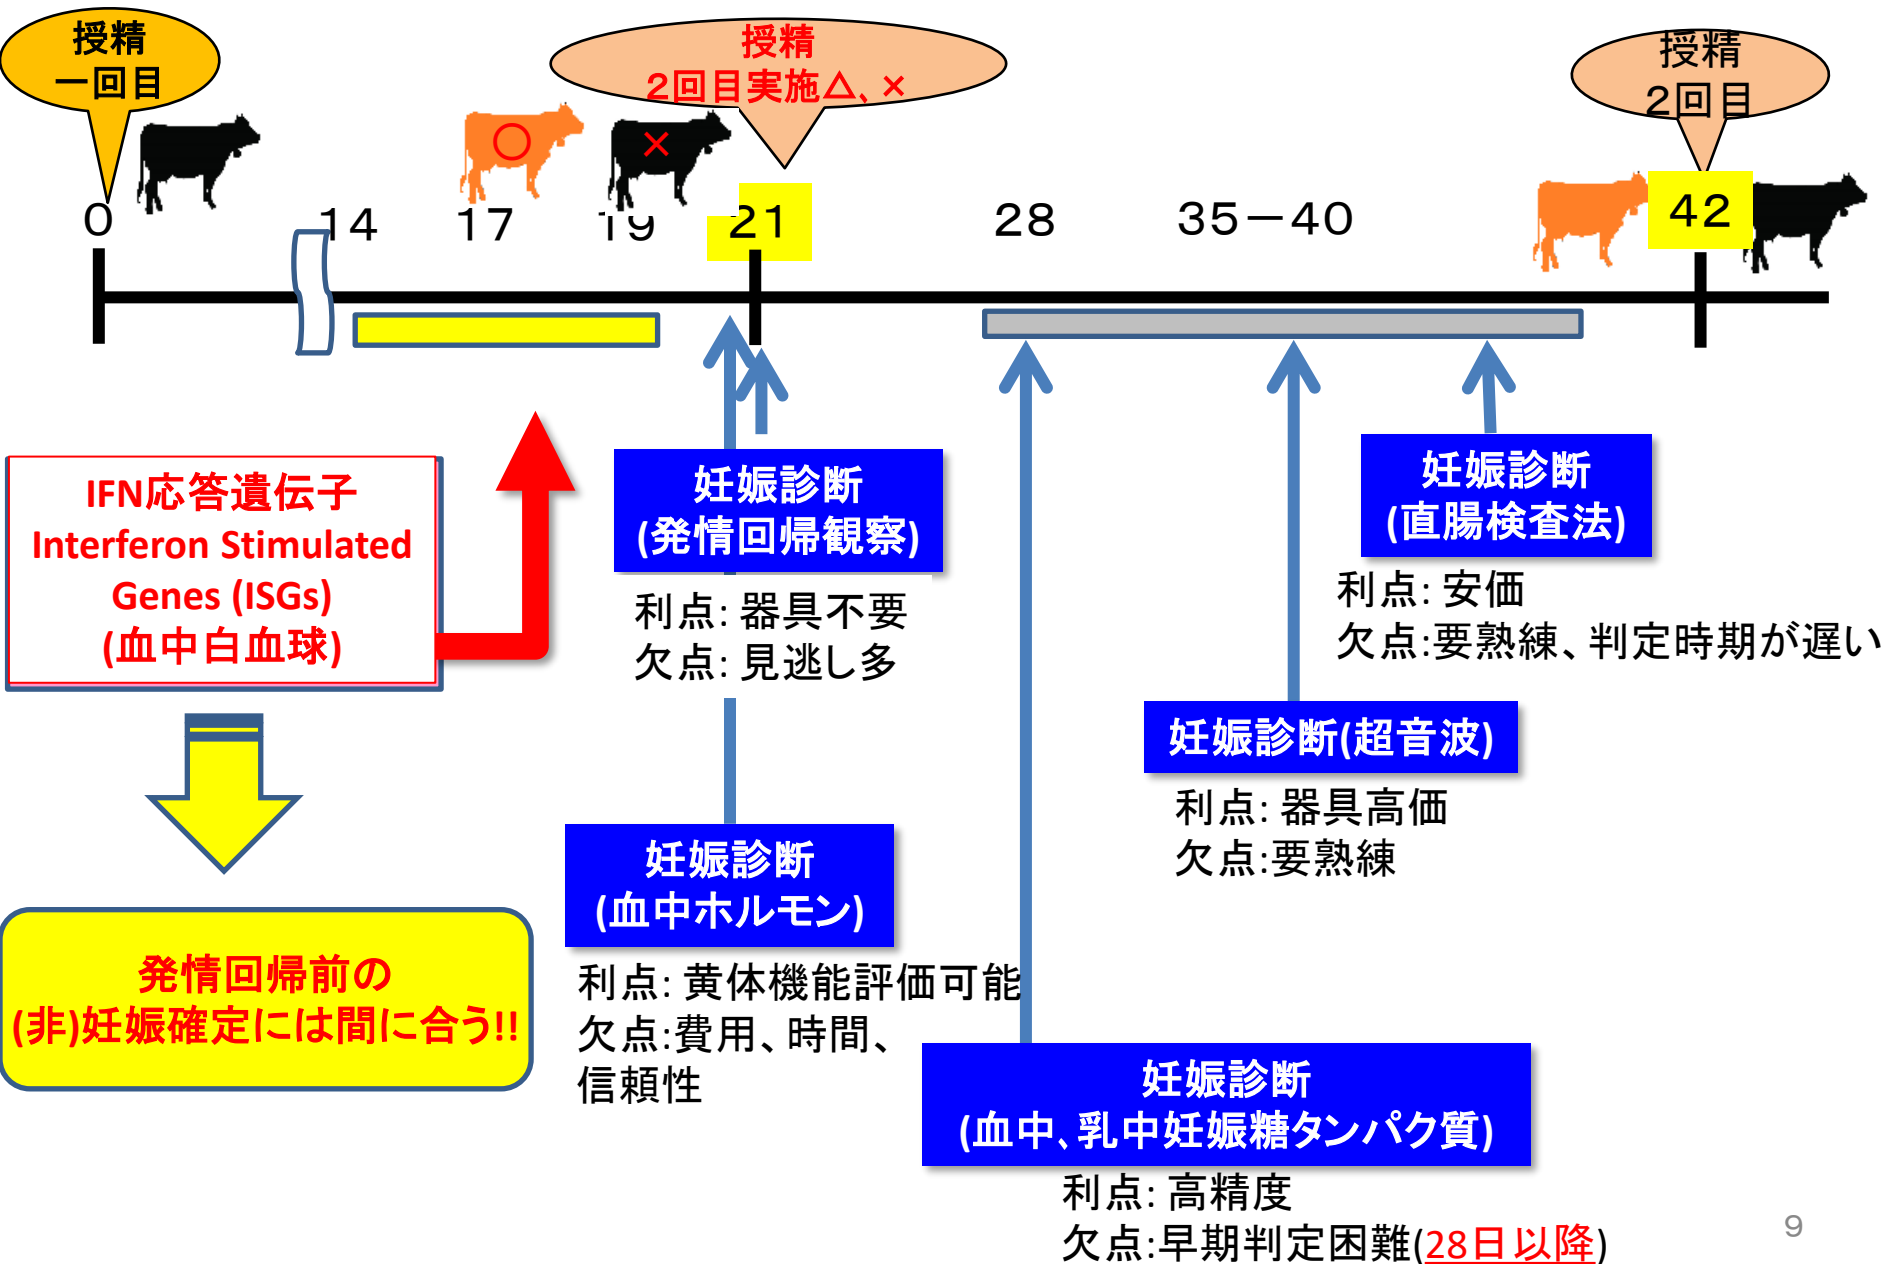 授精
一回目
授精
2回目実施△、×
授精
2回目
○
×
0
14
17
19
21
28
35－40
42
IFN応答遺伝子
Interferon Stimulated
Genes (ISGs)
(血中白血球)
発情回帰前の
(非)妊娠確定には間に合う!!
妊娠診断
(発情回帰観察)
利点: 器具不要
欠点: 見逃し多
妊娠診断
(血中ホルモン)
利点: 黄体機能評価可能
欠点:費用、時間、
信頼性
妊娠診断
(直腸検査法)
利点: 安価
欠点:要熟練、判定時期が遅い
妊娠診断(超音波)
利点: 器具高価
欠点:要熟練
妊娠診断
(血中、乳中妊娠糖タンパク質)
利点: 高精度
欠点:早期判定困難(28日以降)
9